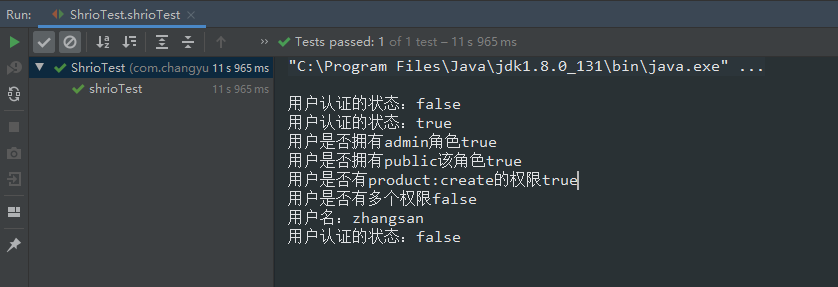 Run: ShrioTest.shrioTest ×
» Tests passed: 1 of 1 test – 11 s 965 ms
ShrioTest (com.changyu 11 s 965 ms
shrioTest 11 s 965 ms
"C:\Program Files\Java\jdk1.8.0_131\bin\java.exe" ...
用户认证的状态：false
用户认证的状态：true
用户是否拥有admin角色true
用户是否拥有public该角色true
用户是否有product:create的权限true
用户是否有多个权限false
用户名：zhangsan
用户认证的状态：false